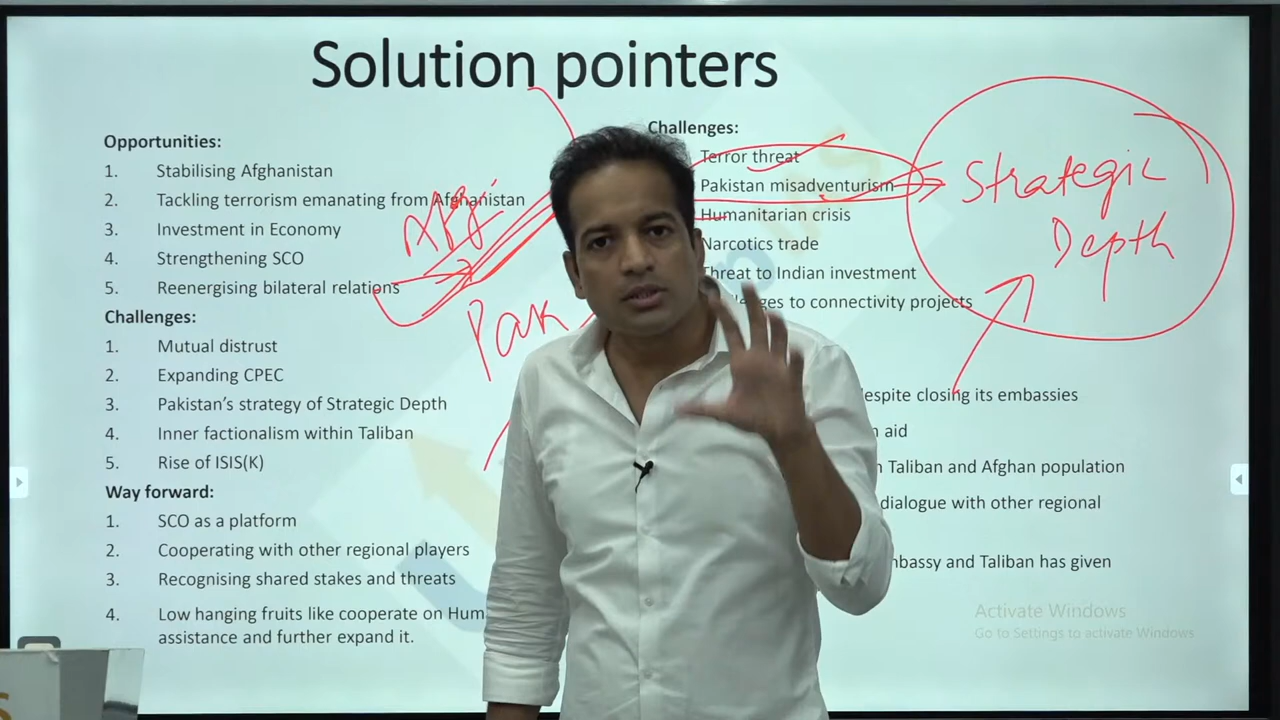 Solution pointers
Opportunities:
1. Stabilising Afghanistan
2. Tackling terrorism emanating from Afghanistan
3. Investment in Economy
4. Strengthening SCO
5. Reenergising bilateral relations
Challenges:
1. Mutual distrust
2. Expanding CPEC
3. Pakistan's strategy of Strategic Depth
4. Inner factionalism within Taliban
5. Rise of ISIS(K)
Way forward:
1. SCO as a platform
2. Cooperating with other regional players
3. Recognising shared stakes and threats
4. Low hanging fruits like cooperate on Hum
assistance and further expand it.
Afg
Pak
Challenges:
Terror threat
Pakistan misadventurism
Humanitarian crisis
Narcotics trade
Threat to Indian investment
to connectivity projects
despite closing its embassies
aid
Taliban and Afghan population
dialogue with other regional
and Taliban has given
Strategic
Depth
Activate Windows
Go to Settings to activate Windows